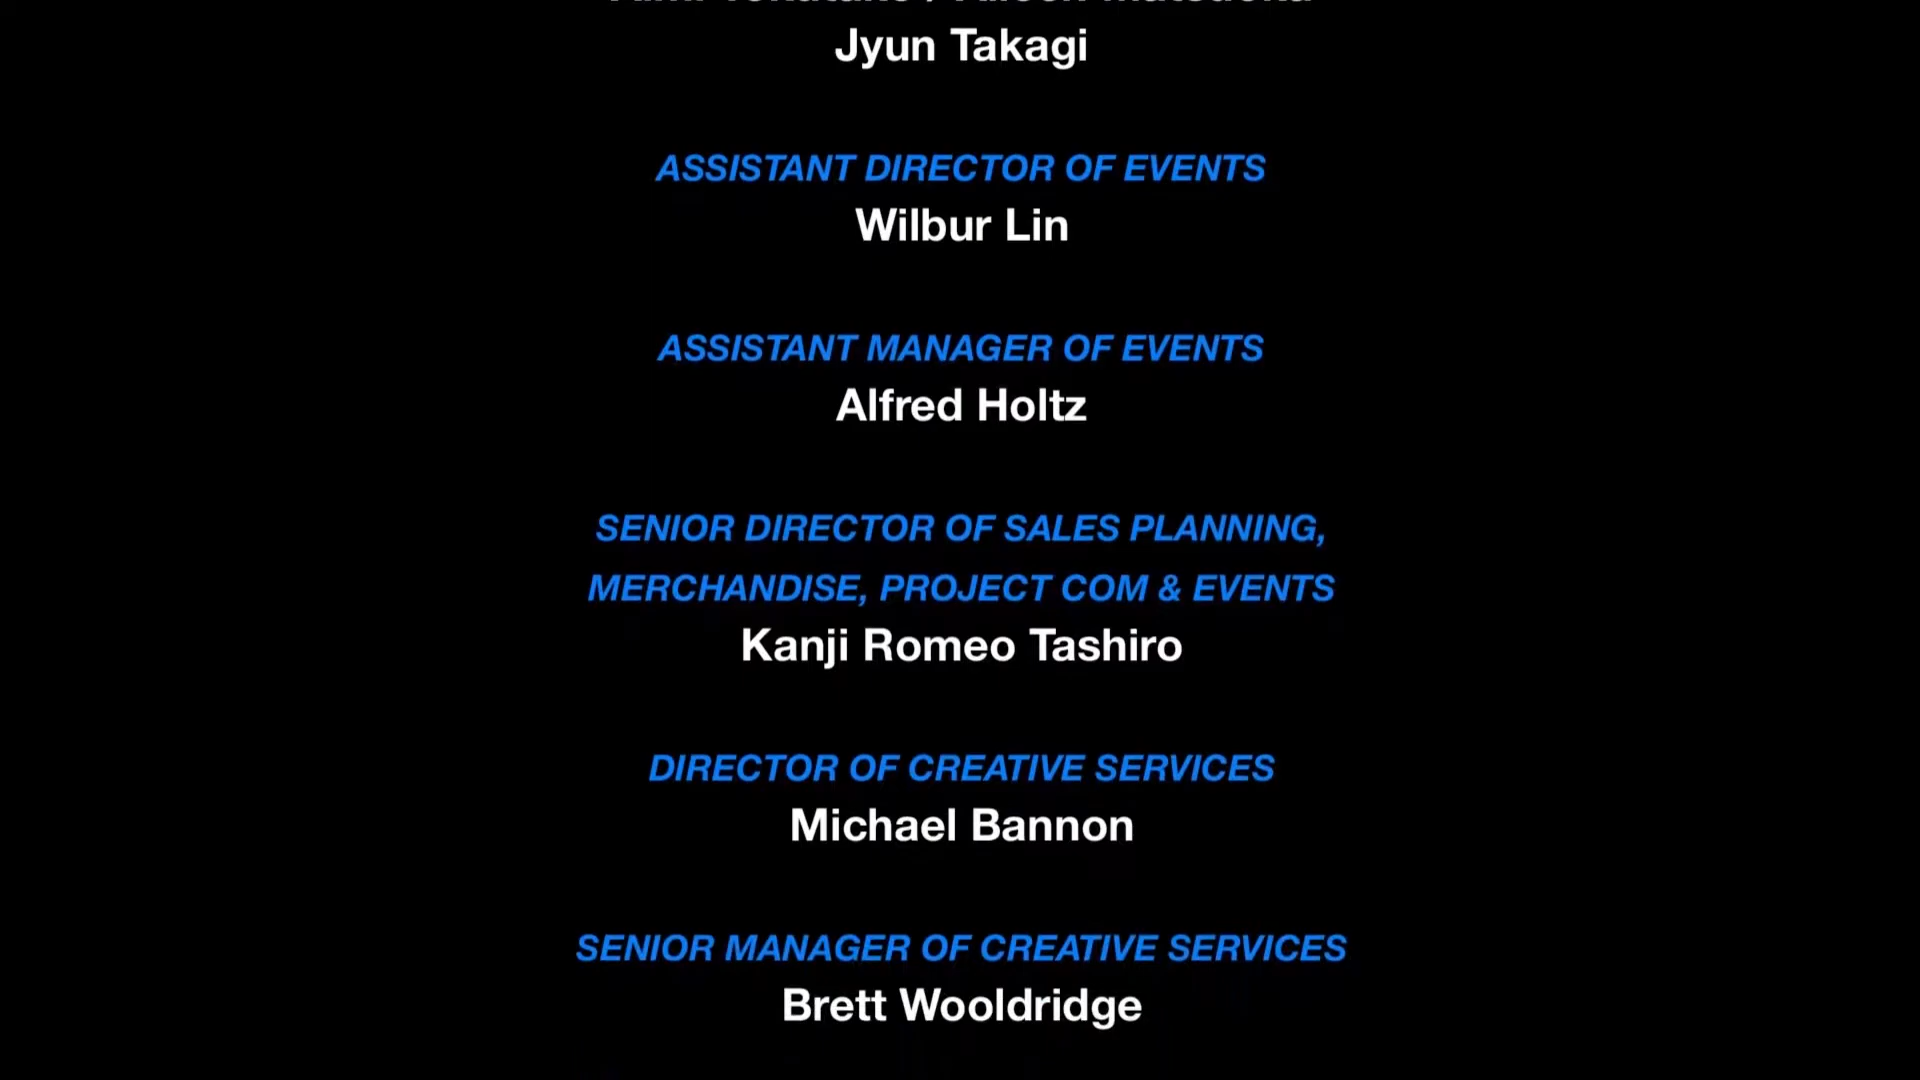 Jyun Takagi
ASSISTANT DIRECTOR OF EVENTS
Wilbur Lin
ASSISTANT MANAGER OF EVENTS
Alfred Holtz
SENIOR DIRECTOR OF SALES PLANNING,
MERCHANDISE, PROJECT COM & EVENTS
Kanji Romeo Tashiro
DIRECTOR OF CREATIVE SERVICES
Michael Bannon
SENIOR MANAGER OF CREATIVE SERVICES
Brett Wooldridge